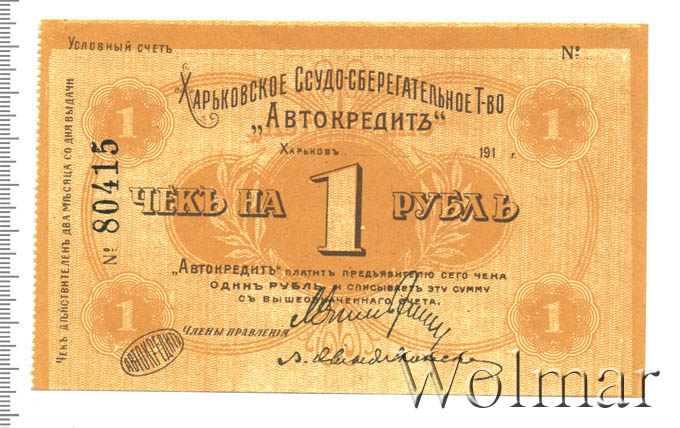 Условный счетъ
№
Харьковское Ссудо-сберегательное Т-во
„Автокредитъ“
Харьковъ 191 г.
1
1
Чекъ дѣйствителенъ два мѣсяца со дня выдачи
№ 80415
ЧЕКЪ НА 1 РУБЛЬ
„Автокредитъ“ платитъ предъявителю сего чека
одинъ рубль и списываетъ эту сумму
съ вышеозначеннаго счета.
1
1
Члены правленія
АВТОКРЕДИТЪ
Wolmar